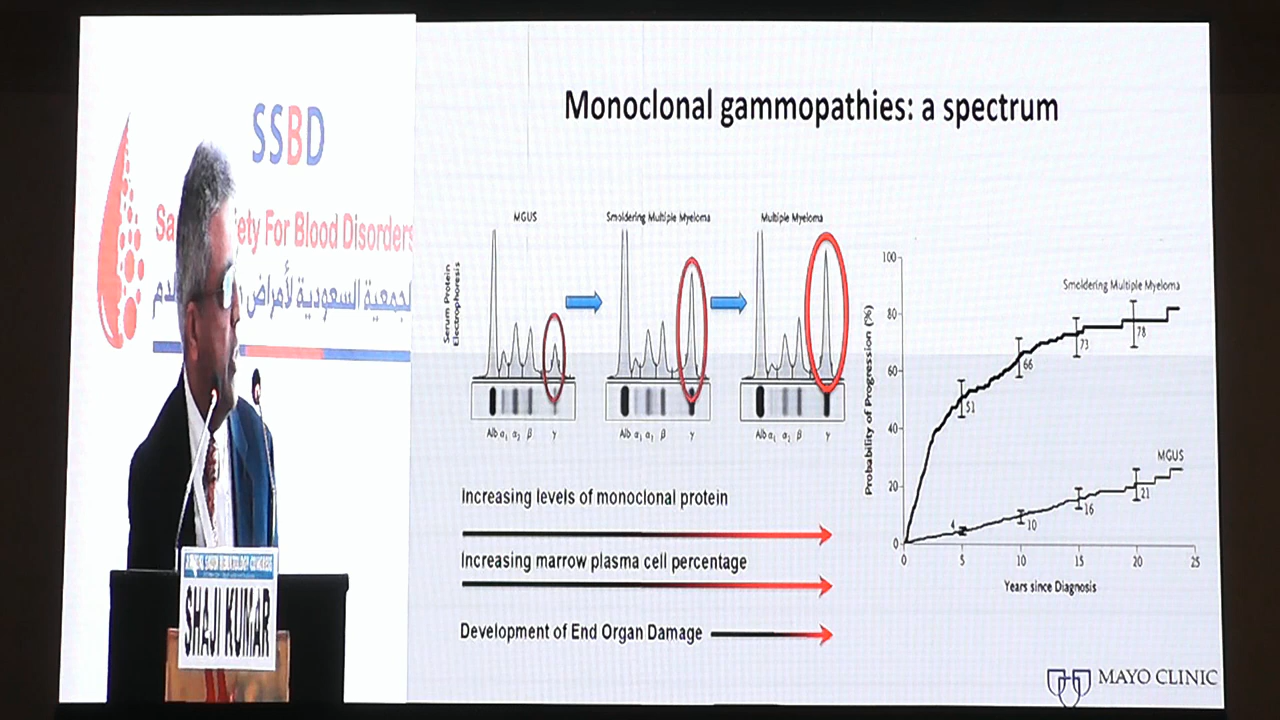 SSBD
Sa ety For Blood Disorders
الجمعية السعودية لأمراض
SHAJI KUMAR
Monoclonal gammopathies: a spectrum
MGUS
Smoldering Multiple Myeloma
Multiple Myeloma
Serum Protein
Electrophoresis
Alb α₁ α₂ β γ
Alb α₁ α₂ β γ
Alb α₁ α₂ β γ
Increasing levels of monoclonal protein
Increasing marrow plasma cell percentage
Development of End Organ Damage
Probability of Progression (%)
100
80
60
40
20
0
Smoldering Multiple Myeloma
51
66
73
78
MGUS
4
10
16
21
0 5 10 15 20 25
Years since Diagnosis
MAYO CLINIC